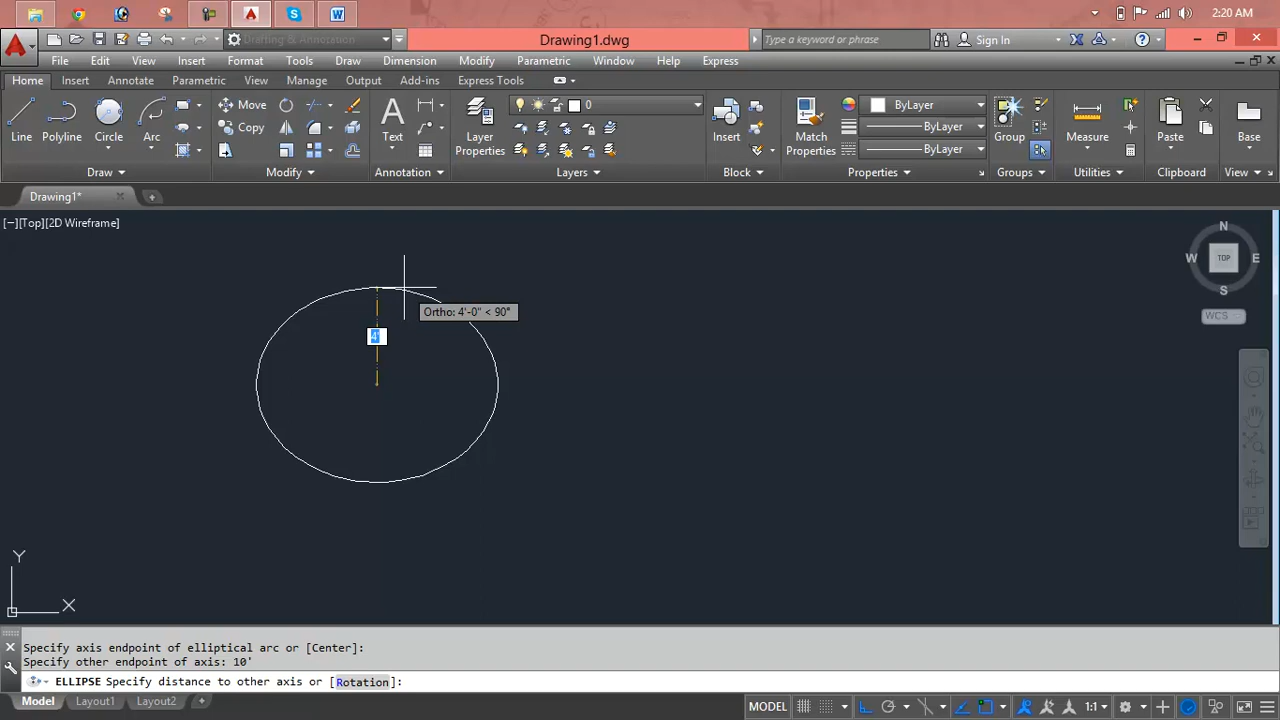 2:20 AM
Drafting & Annotation
Drawing1.dwg
Type a keyword or phrase
Sign In
File Edit View Insert Format Tools Draw Dimension Modify Parametric Window Help Express
Home Insert Annotate Parametric View Manage Output Add-ins Express Tools
Line Polyline Circle Arc
Move
Copy
Text
Layer
Properties
0
Insert
Match
Properties
ByLayer
ByLayer
ByLayer
Group
Measure
Paste
Base
Draw Modify Annotation Layers Block Properties Groups Utilities Clipboard View
Drawing1*
[−][Top][2D Wireframe]
N
W TOP E
S
WCS
Ortho: 4'-0" < 90°
4'
Y
X
Specify axis endpoint of elliptical arc or [Center]:
Specify other endpoint of axis: 10'
ELLIPSE Specify distance to other axis or [Rotation]:
Model Layout1 Layout2
MODEL
1:1